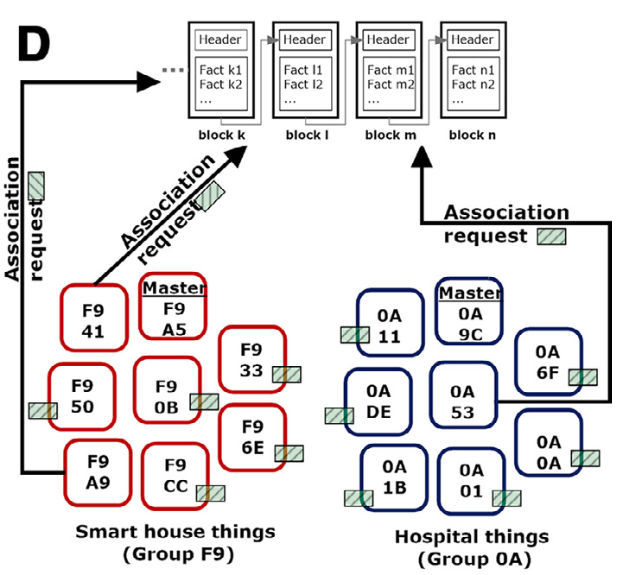 D
Header
Header
Header
Header
Fact k1
Fact k2
...
Fact l1
Fact l2
...
Fact m1
Fact m2
...
Fact n1
Fact n2
...
block k
block l
block m
block n
Association
request
Association
request
Association
request
F9
41
Master
F9
A5
F9
33
F9
50
F9
0B
F9
6E
F9
A9
F9
CC
Smart house things
(Group F9)
0A
11
Master
0A
9C
0A
6F
0A
DE
0A
53
0A
0A
0A
1B
0A
01
Hospital things
(Group 0A)